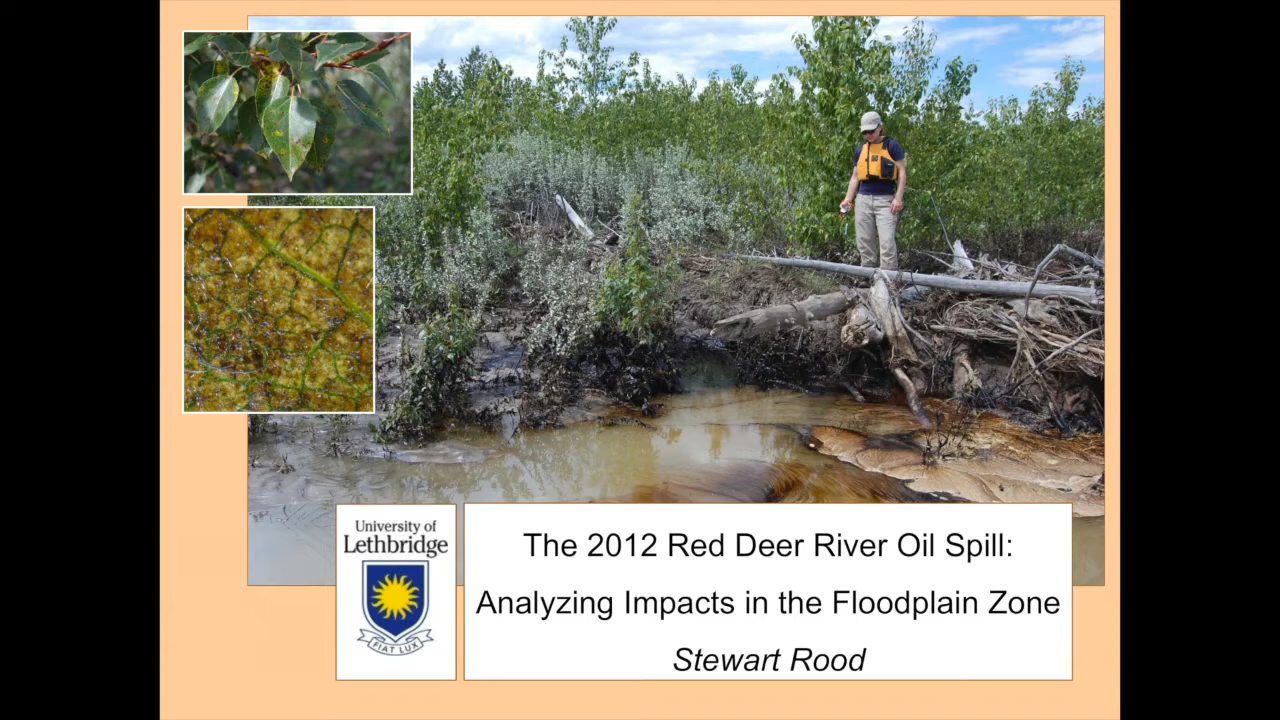 University of
Lethbridge
FIAT LUX
The 2012 Red Deer River Oil Spill:
Analyzing Impacts in the Floodplain Zone
Stewart Rood